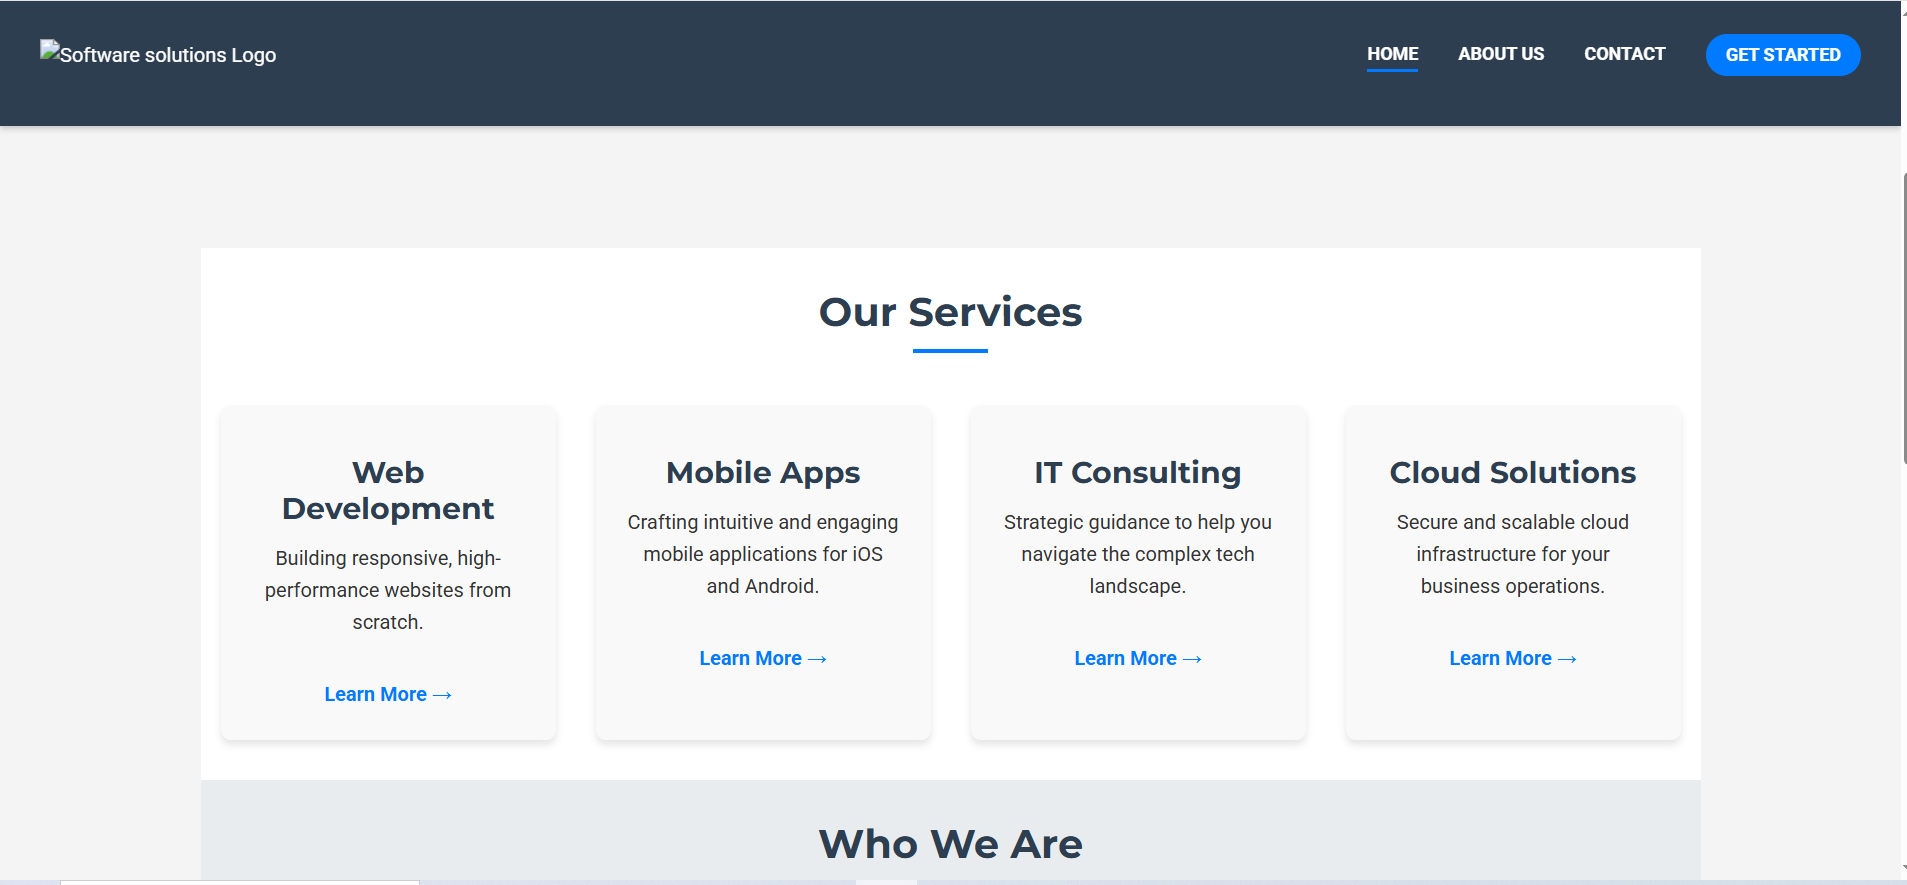 Software solutions Logo
HOME ABOUT US CONTACT GET STARTED
Our Services
Web
Development
Building responsive, high-
performance websites from
scratch.
Learn More →
Mobile Apps
Crafting intuitive and engaging
mobile applications for iOS
and Android.
Learn More →
IT Consulting
Strategic guidance to help you
navigate the complex tech
landscape.
Learn More →
Cloud Solutions
Secure and scalable cloud
infrastructure for your
business operations.
Learn More →
Who We Are